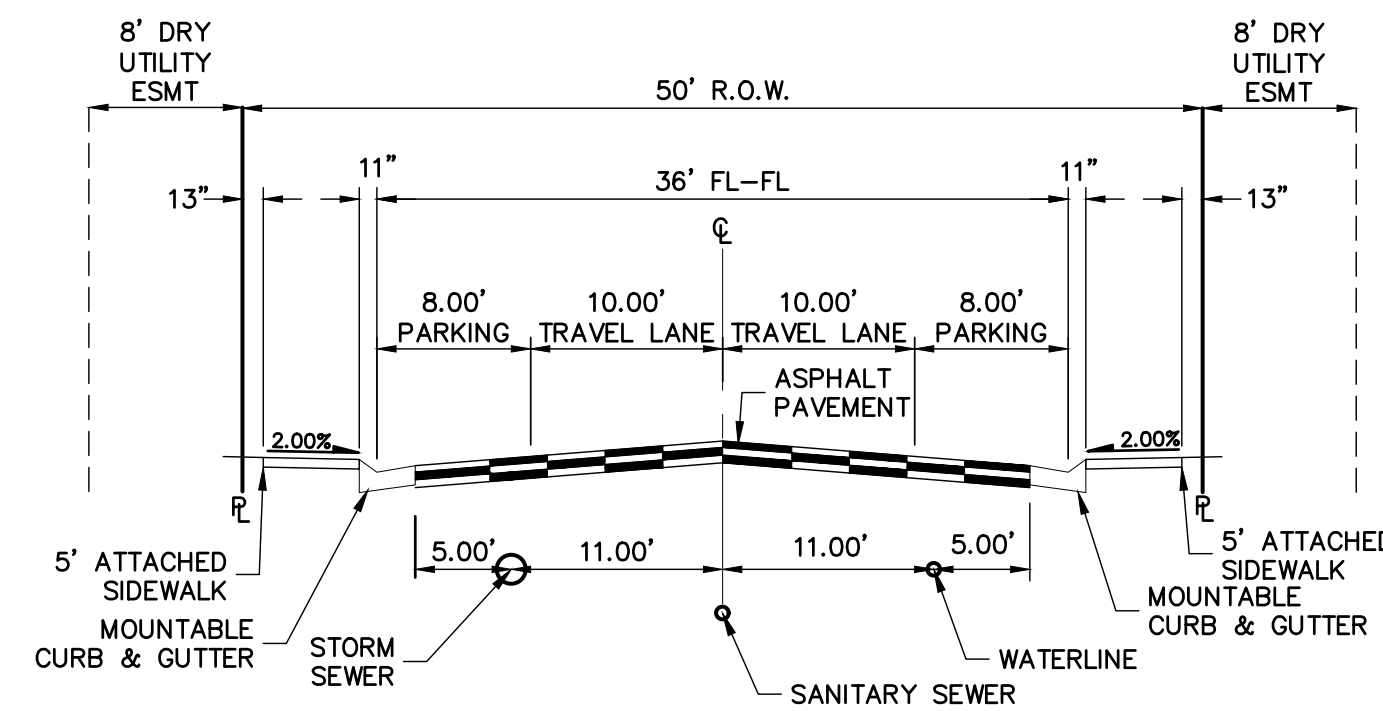 8' DRY
UTILITY
ESMT
8' DRY
UTILITY
ESMT
50' R.O.W.
11”
36' FL-FL
11”
13”
13”
℄
8.00'
PARKING
10.00'
TRAVEL LANE
10.00'
TRAVEL LANE
8.00'
PARKING
ASPHALT
PAVEMENT
2.00%
2.00%
PL
PL
5.00'
11.00'
11.00'
5.00'
5' ATTACHED
SIDEWALK
5' ATTACHED
SIDEWALK
MOUNTABLE
CURB & GUTTER
STORM
SEWER
MOUNTABLE
CURB & GUTTER
WATERLINE
SANITARY SEWER